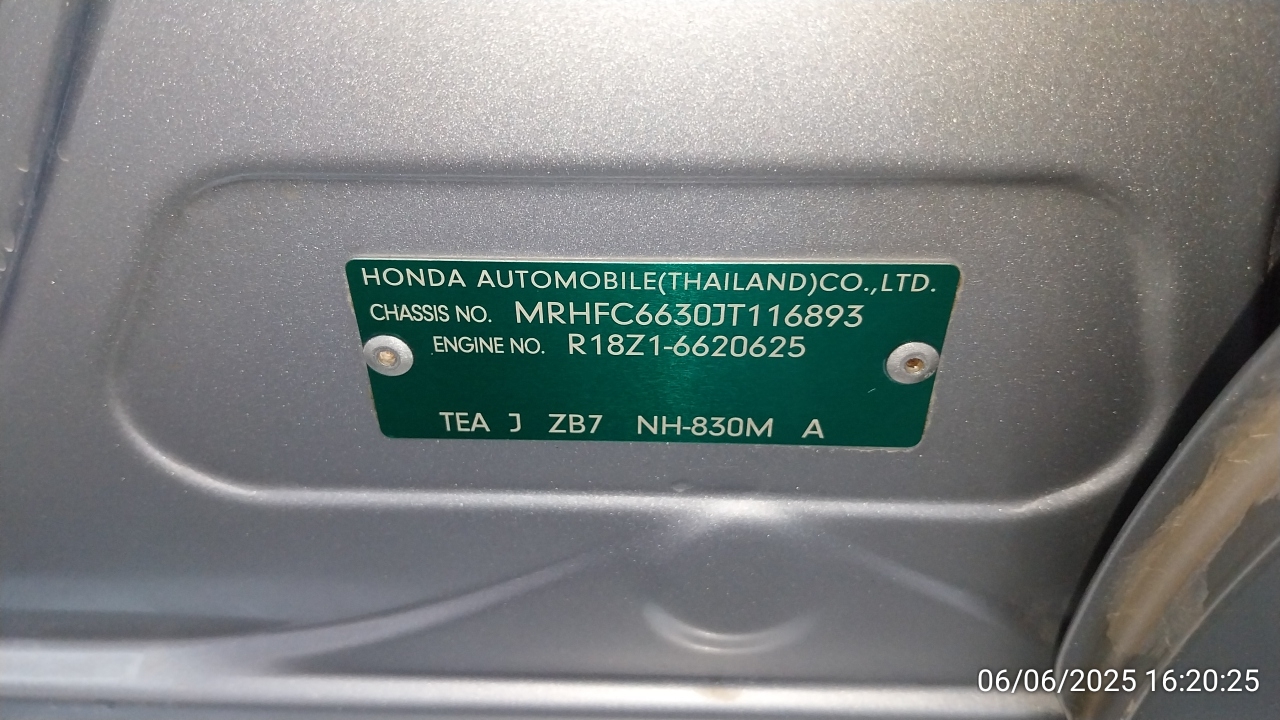 HONDA AUTOMOBILE(THAILAND)CO.,LTD.
CHASSIS NO. MRHFC6630JT116893
ENGINE NO. R18Z1-6620625
TEA J ZB7 NH-830M A
06/06/2025 16:20:25